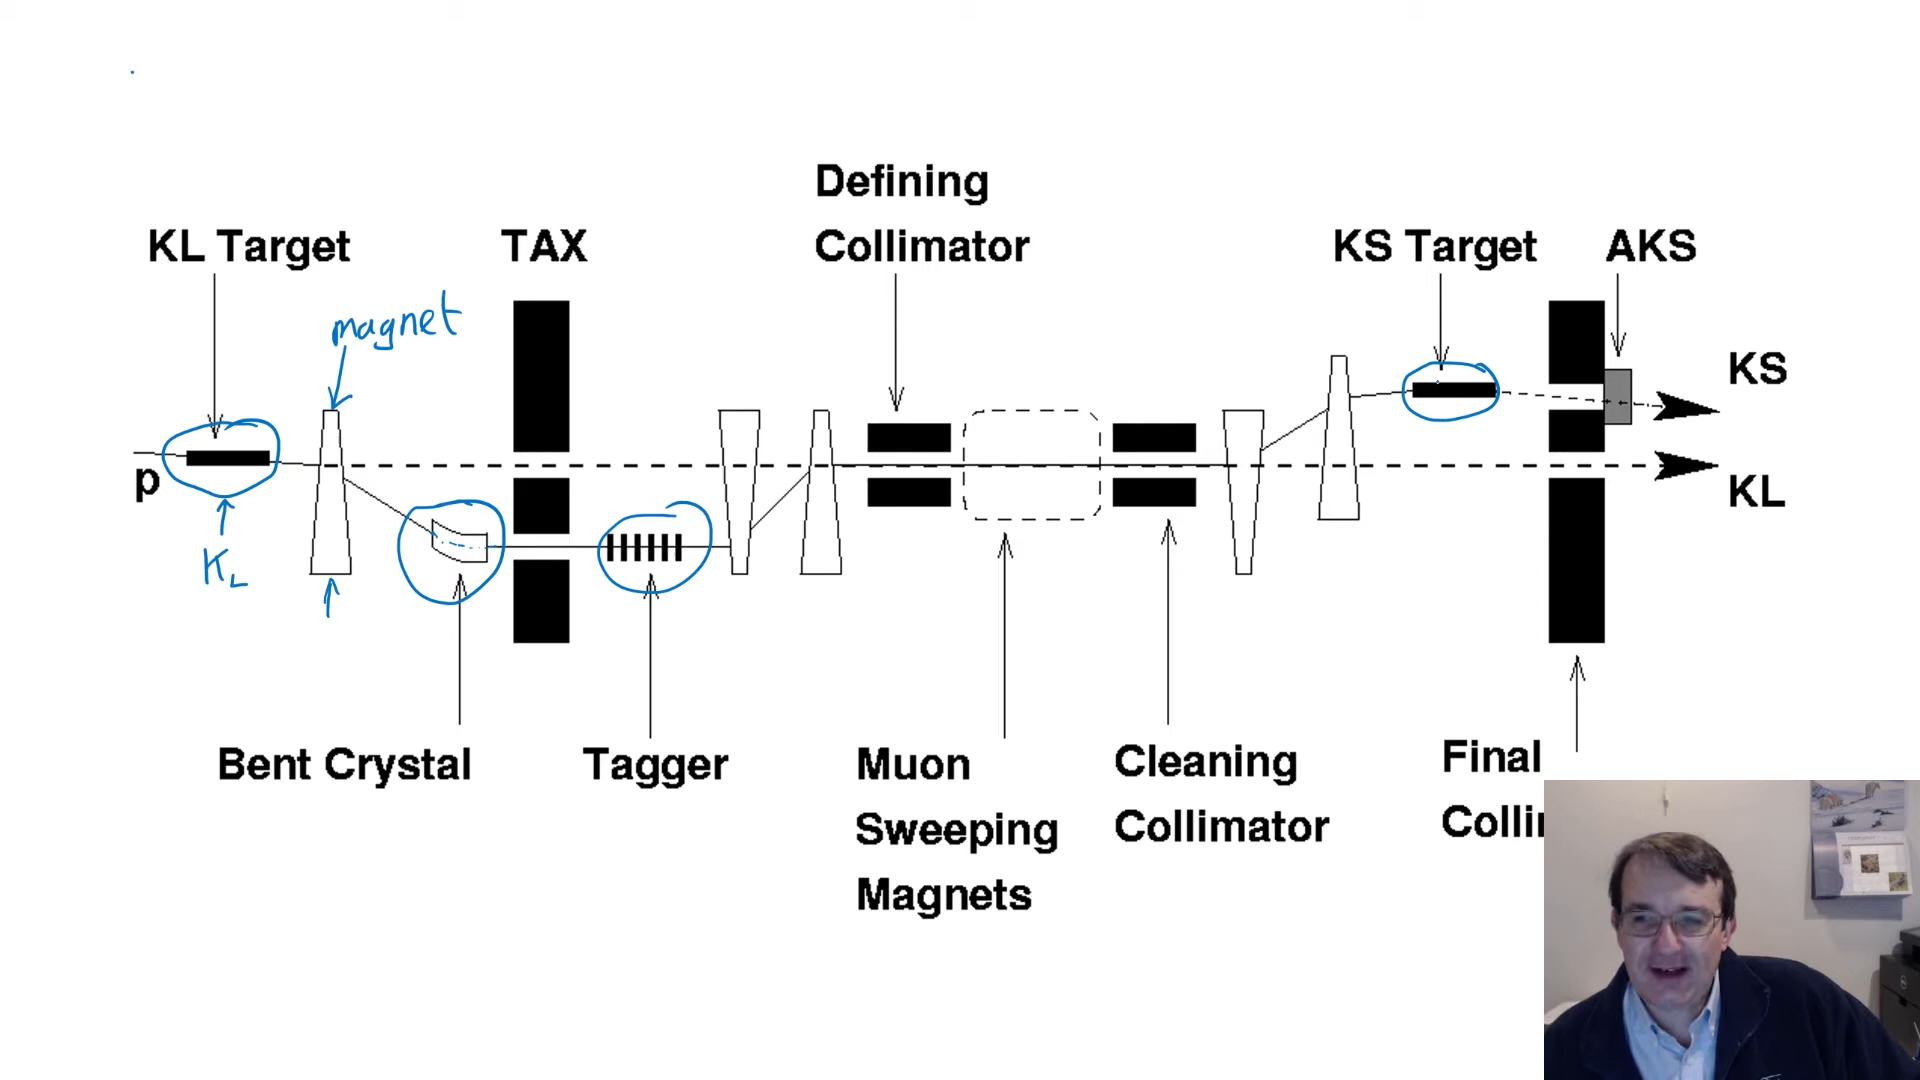 Defining
Collimator
KL Target
TAX
KS Target
AKS
magnet
KS
p
KL
K_L
Bent Crystal
Tagger
Muon
Sweeping
Magnets
Cleaning
Collimator
Final
Colli